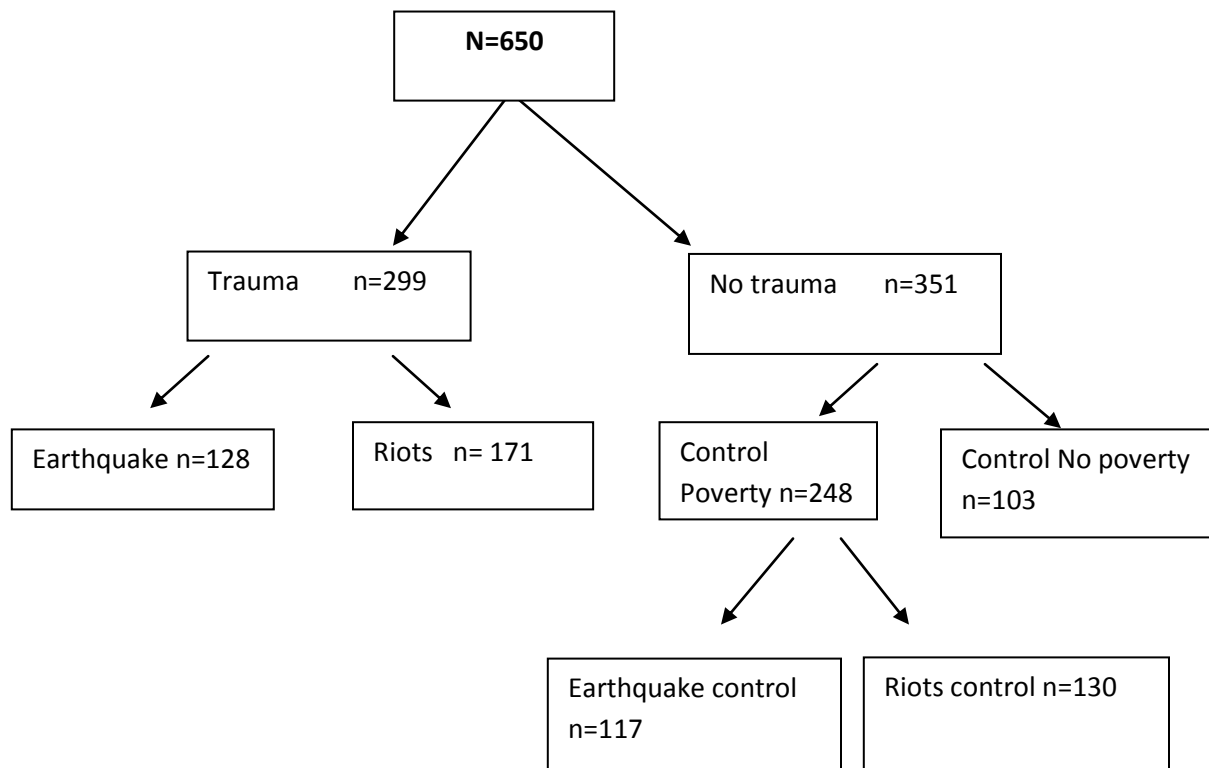 N=650
Trauma n=299
No trauma n=351
Earthquake n=128
Riots n= 171
Control
Poverty n=248
Control No poverty
n=103
Earthquake control
n=117
Riots control n=130